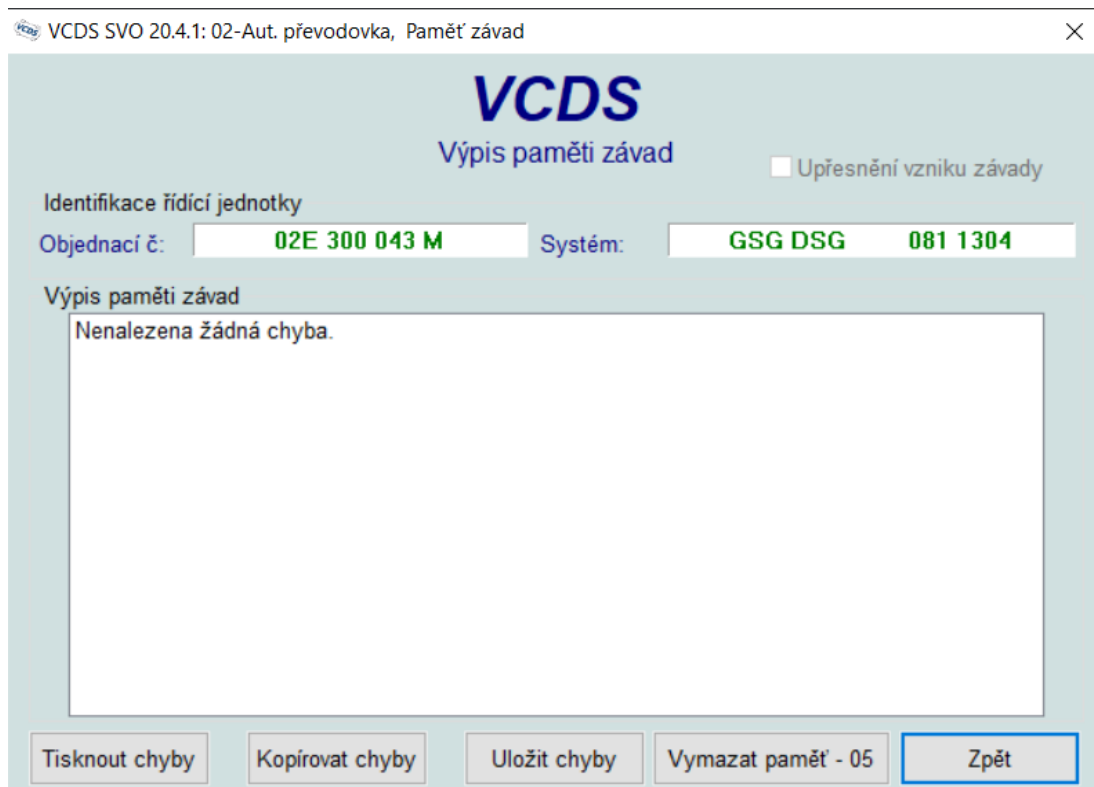 VCDS SVO 20.4.1: 02-Aut. převodovka, Paměť závad
VCDS
Výpis paměti závad
Upřesnění vzniku závady
Identifikace řídící jednotky
Objednací č: 02E 300 043 M Systém: GSG DSG 081 1304
Výpis paměti závad
Nenalezena žádná chyba.
Tisknout chyby Kopírovat chyby Uložit chyby Vymazat paměť - 05 Zpět